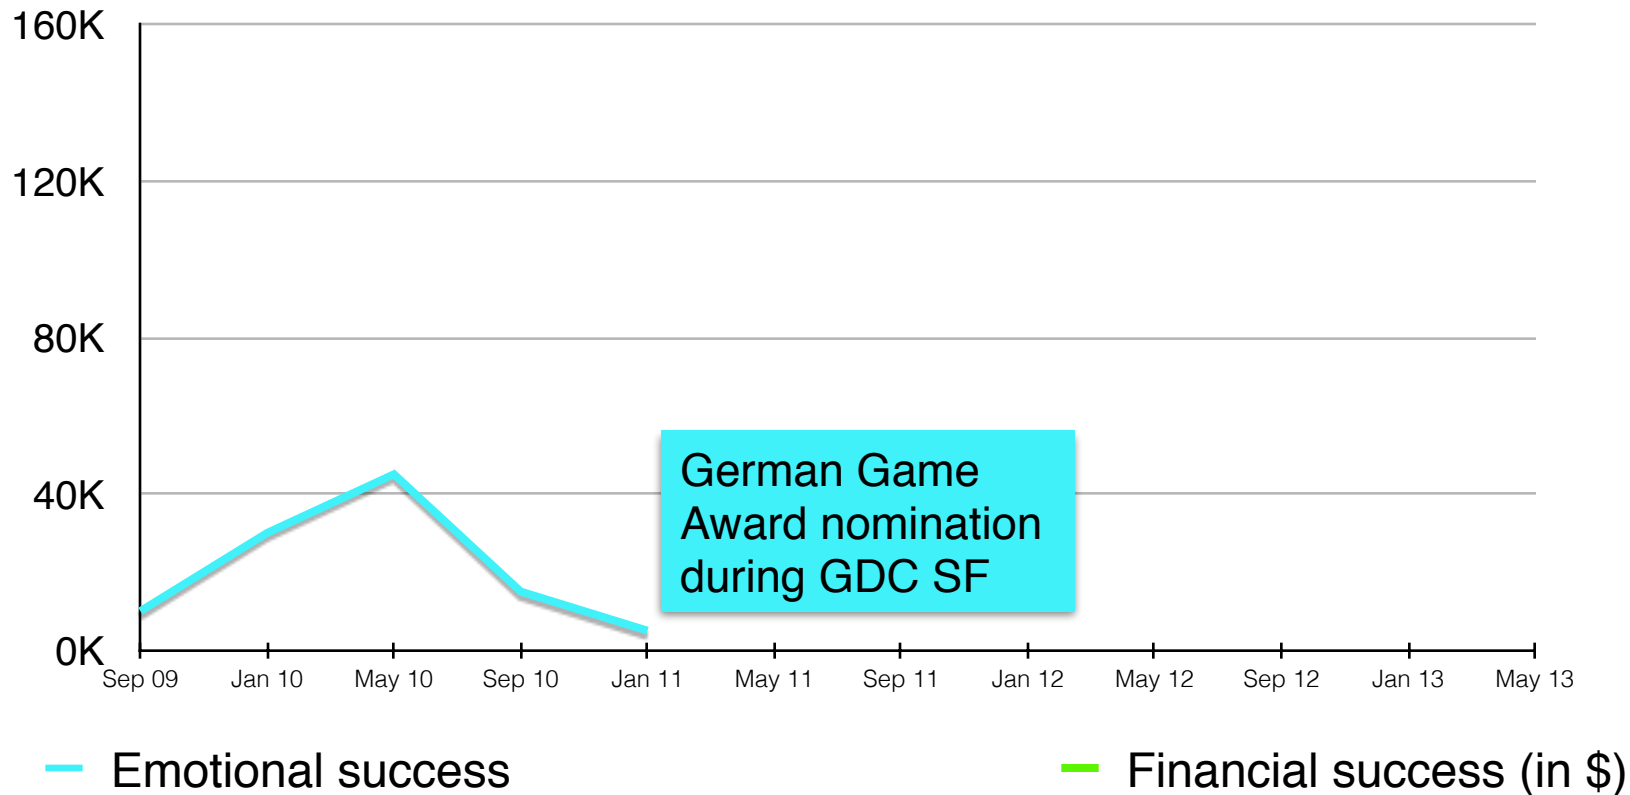 160K
120K
80K
40K
0K
German Game
Award nomination
during GDC SF
Sep 09 Jan 10 May 10 Sep 10 Jan 11 May 11 Sep 11 Jan 12 May 12 Sep 12 Jan 13 May 13
Emotional success Financial success (in $)